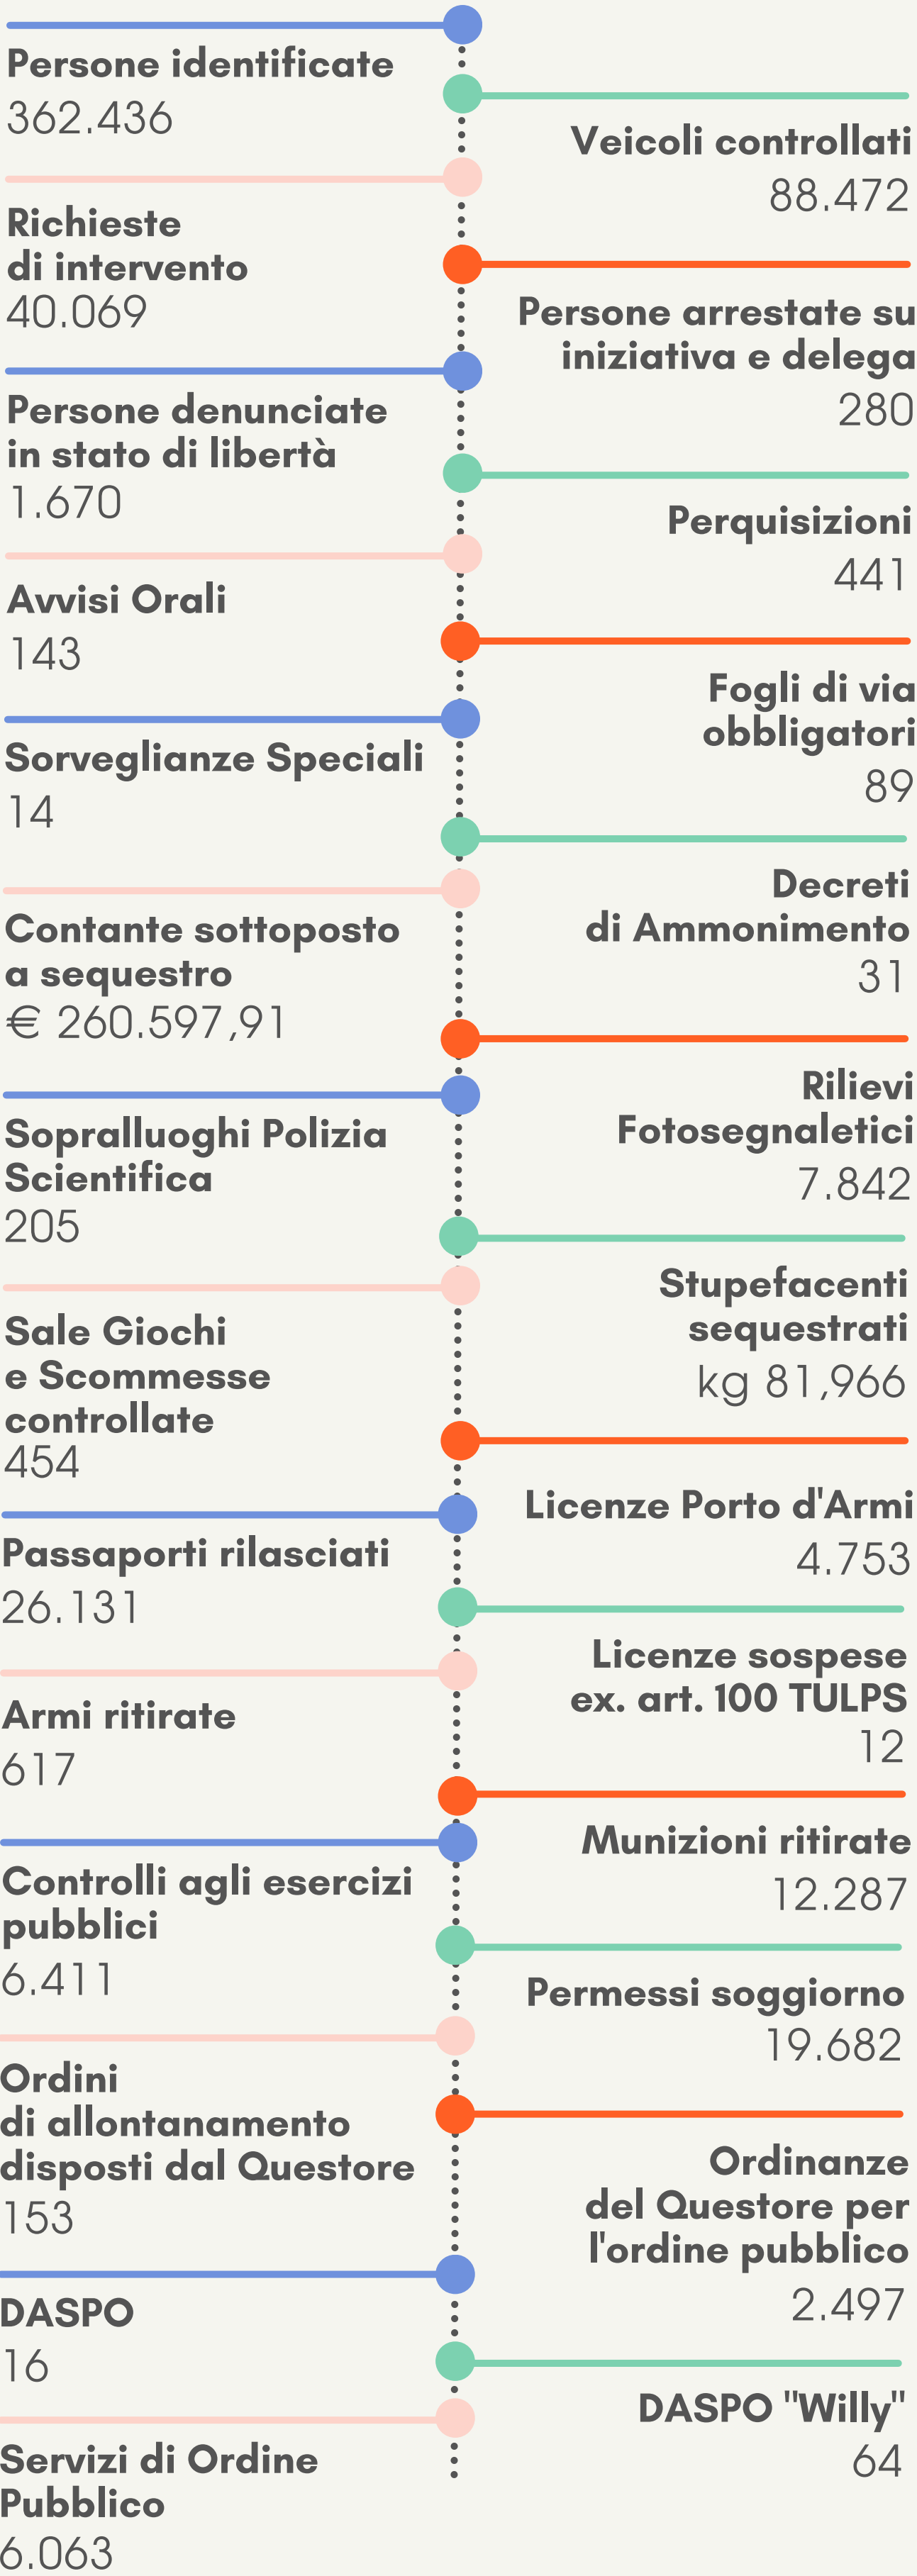 Persone identificate
362.436
Veicoli controllati
88.472
Richieste
di intervento
40.069
Persone arrestate su
iniziativa e delega
280
Persone denunciate
in stato di libertà
1.670
Perquisizioni
441
Avvisi Orali
143
Fogli di via
obbligatori
89
Sorveglianze Speciali
14
Decreti
di Ammonimento
31
Contante sottoposto
a sequestro
€ 260.597,91
Rilievi
Fotosegnaletici
7.842
Sopralluoghi Polizia
Scientifica
205
Stupefacenti
sequestrati
kg 81,966
Sale Giochi
e Scommesse
controllate
454
Licenze Porto d'Armi
4.753
Passaporti rilasciati
26.131
Licenze sospese
ex. art. 100 TULPS
12
Armi ritirate
617
Munizioni ritirate
12.287
Controlli agli esercizi
pubblici
6.411
Permessi soggiorno
19.682
Ordini
di allontanamento
disposti dal Questore
153
Ordinanze
del Questore per
l'ordine pubblico
2.497
DASPO
16
DASPO "Willy"
64
Servizi di Ordine
Pubblico
6.063